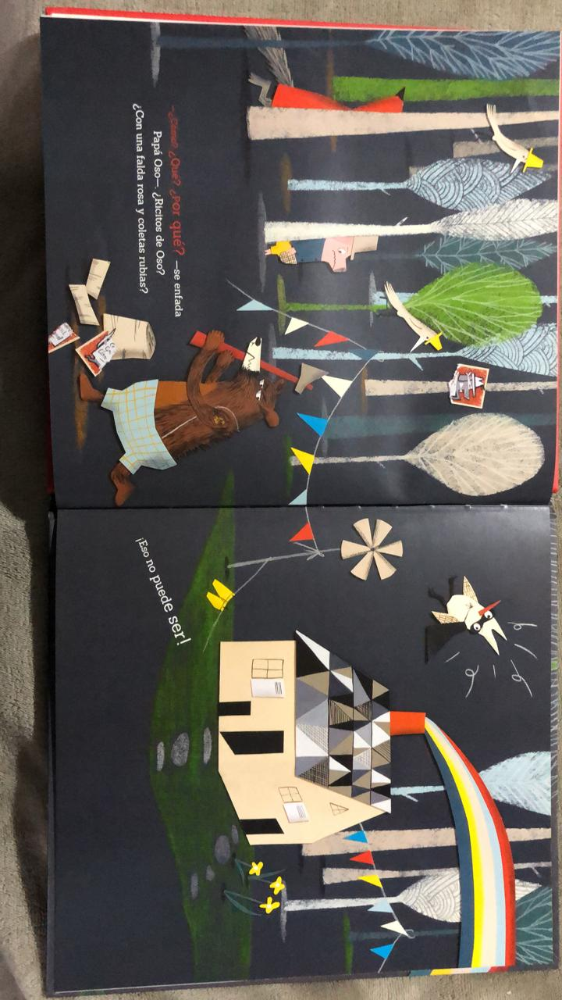 —¿Cómo? ¿Qué? ¿Por qué? —se enfada
Papá Oso—. ¿Ricitos de Oso?
¿Con una falda rosa y coletas rubias?
¡Eso no puede ser!